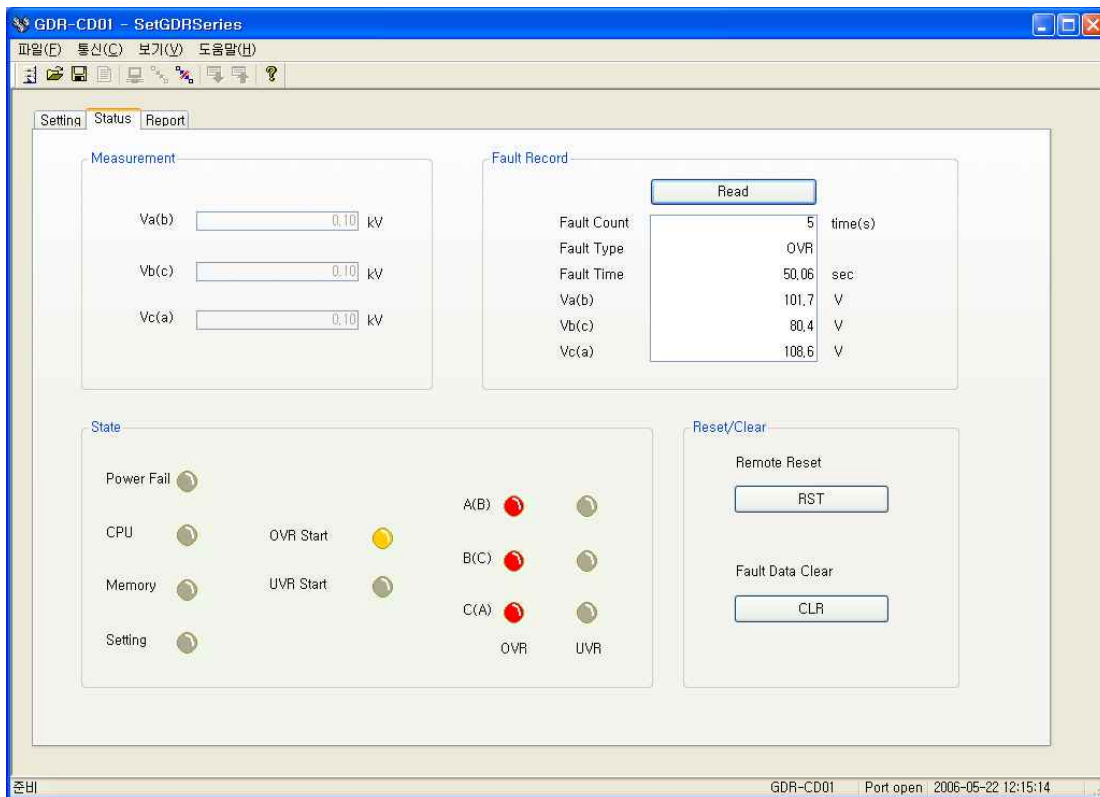 GDR-CD01 - SetGDRSeries
파일(F) 통신(C) 보기(V) 도움말(H)
Setting Status Report
Measurement
Va(b) 0.10 kV
Vb(c) 0.10 kV
Vc(a) 0.10 kV
Fault Record
Read
Fault Count 5 time(s)
Fault Type OVR
Fault Time 50.06 sec
Va(b) 101.7 V
Vb(c) 80.4 V
Vc(a) 108.6 V
State
Power Fail
CPU
Memory
Setting
OVR Start
UVR Start
A(B)
B(C)
C(A)
OVR UVR
Reset/Clear
Remote Reset
RST
Fault Data Clear
CLR
준비 GDR-CD01 Port open 2006-05-22 12:15:14